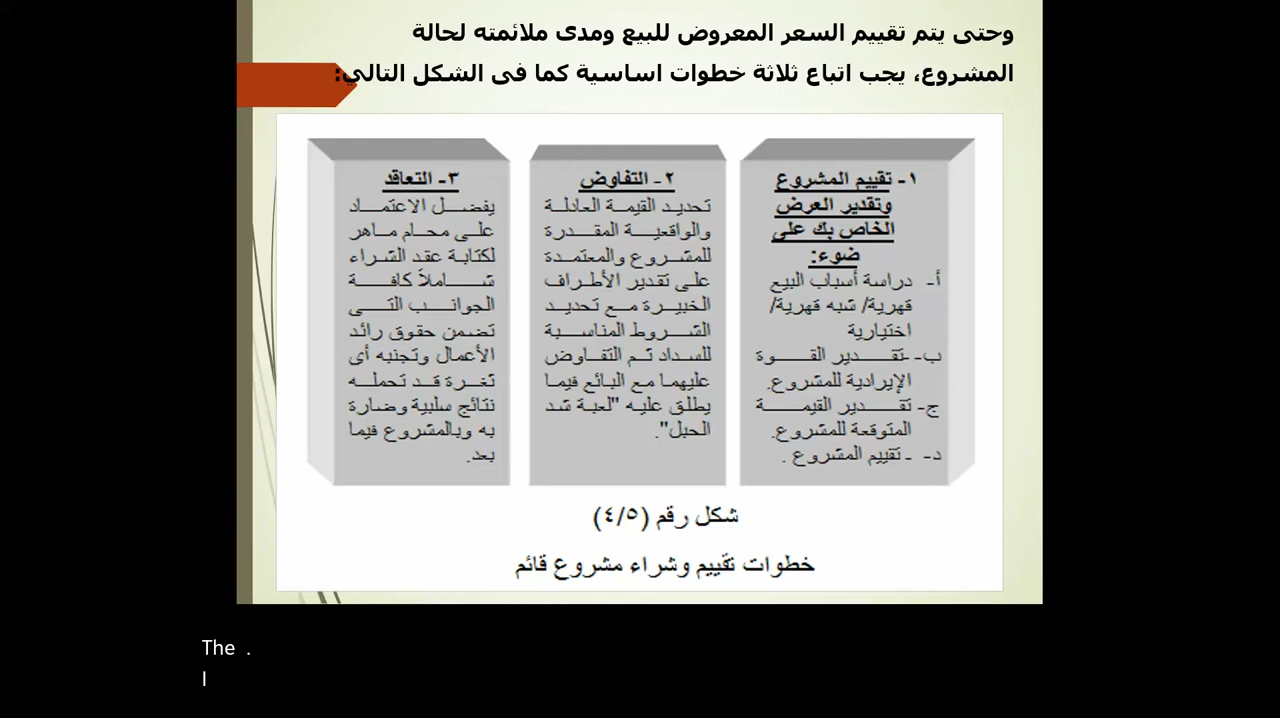 وحتى يتم تقييم السعر المعروض للبيع ومدى ملائمته لحالة
المشروع، يجب اتباع ثلاثة خطوات اساسية كما فى الشكل التالي:
١- تقييم المشروع
وتقدير العرض
الخاص بك على
ضوء:
أ- دراسة أسباب البيع
قهرية/ شبه قهرية/
اختيارية
ب- -تقدير القوة
الإيرادية للمشروع.
ج- تقدير القيمة
المتوقعة للمشروع.
د- - تقييم المشروع .
٢- التفاوض
تحديد القيمة العادلة
والواقعية المقدرة
للمشروع والمعتمدة
على تقدير الأطراف
الخبيرة مع تحديد
الشروط المناسبة
للسداد ثم التفاوض
عليهما مع البائع فيما
يطلق عليه "لعبة شد
الحبل".
٣- التعاقد
يفضل الاعتماد
على محام ماهر
لكتابة عقد الشراء
شاملاً كافة
الجوانب التى
تضمن حقوق رائد
الأعمال وتجنبه أى
ثغرة قد تحمله
نتائج سلبية وضارة
به وبالمشروع فيما
بعد.
شكل رقم (٤/٥)
خطوات تقييم وشراء مشروع قائم
The .
I